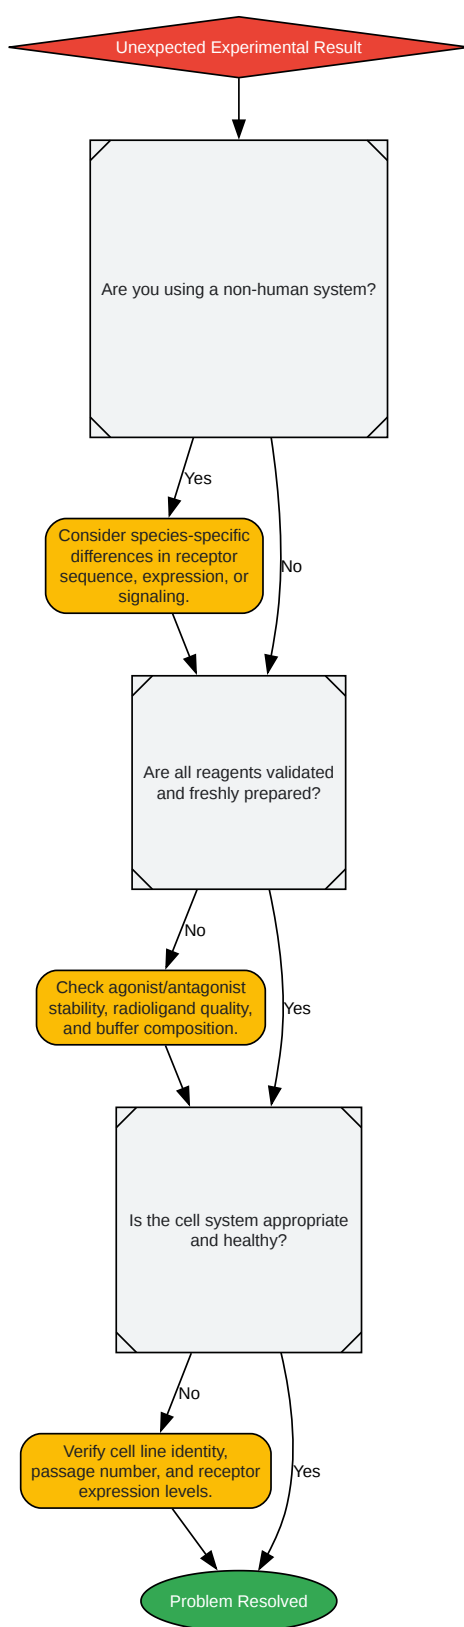 Unexpected Experimental Result
Are you using a non-human system?
Yes
Consider species-specific
differences in receptor
sequence, expression, or
signaling.
No
Are all reagents validated
and freshly prepared?
No
Check agonist/antagonist
stability, radioligand quality,
and buffer composition.
Yes
Is the cell system appropriate
and healthy?
No
Verify cell line identity,
passage number, and receptor
expression levels.
Yes
Problem Resolved